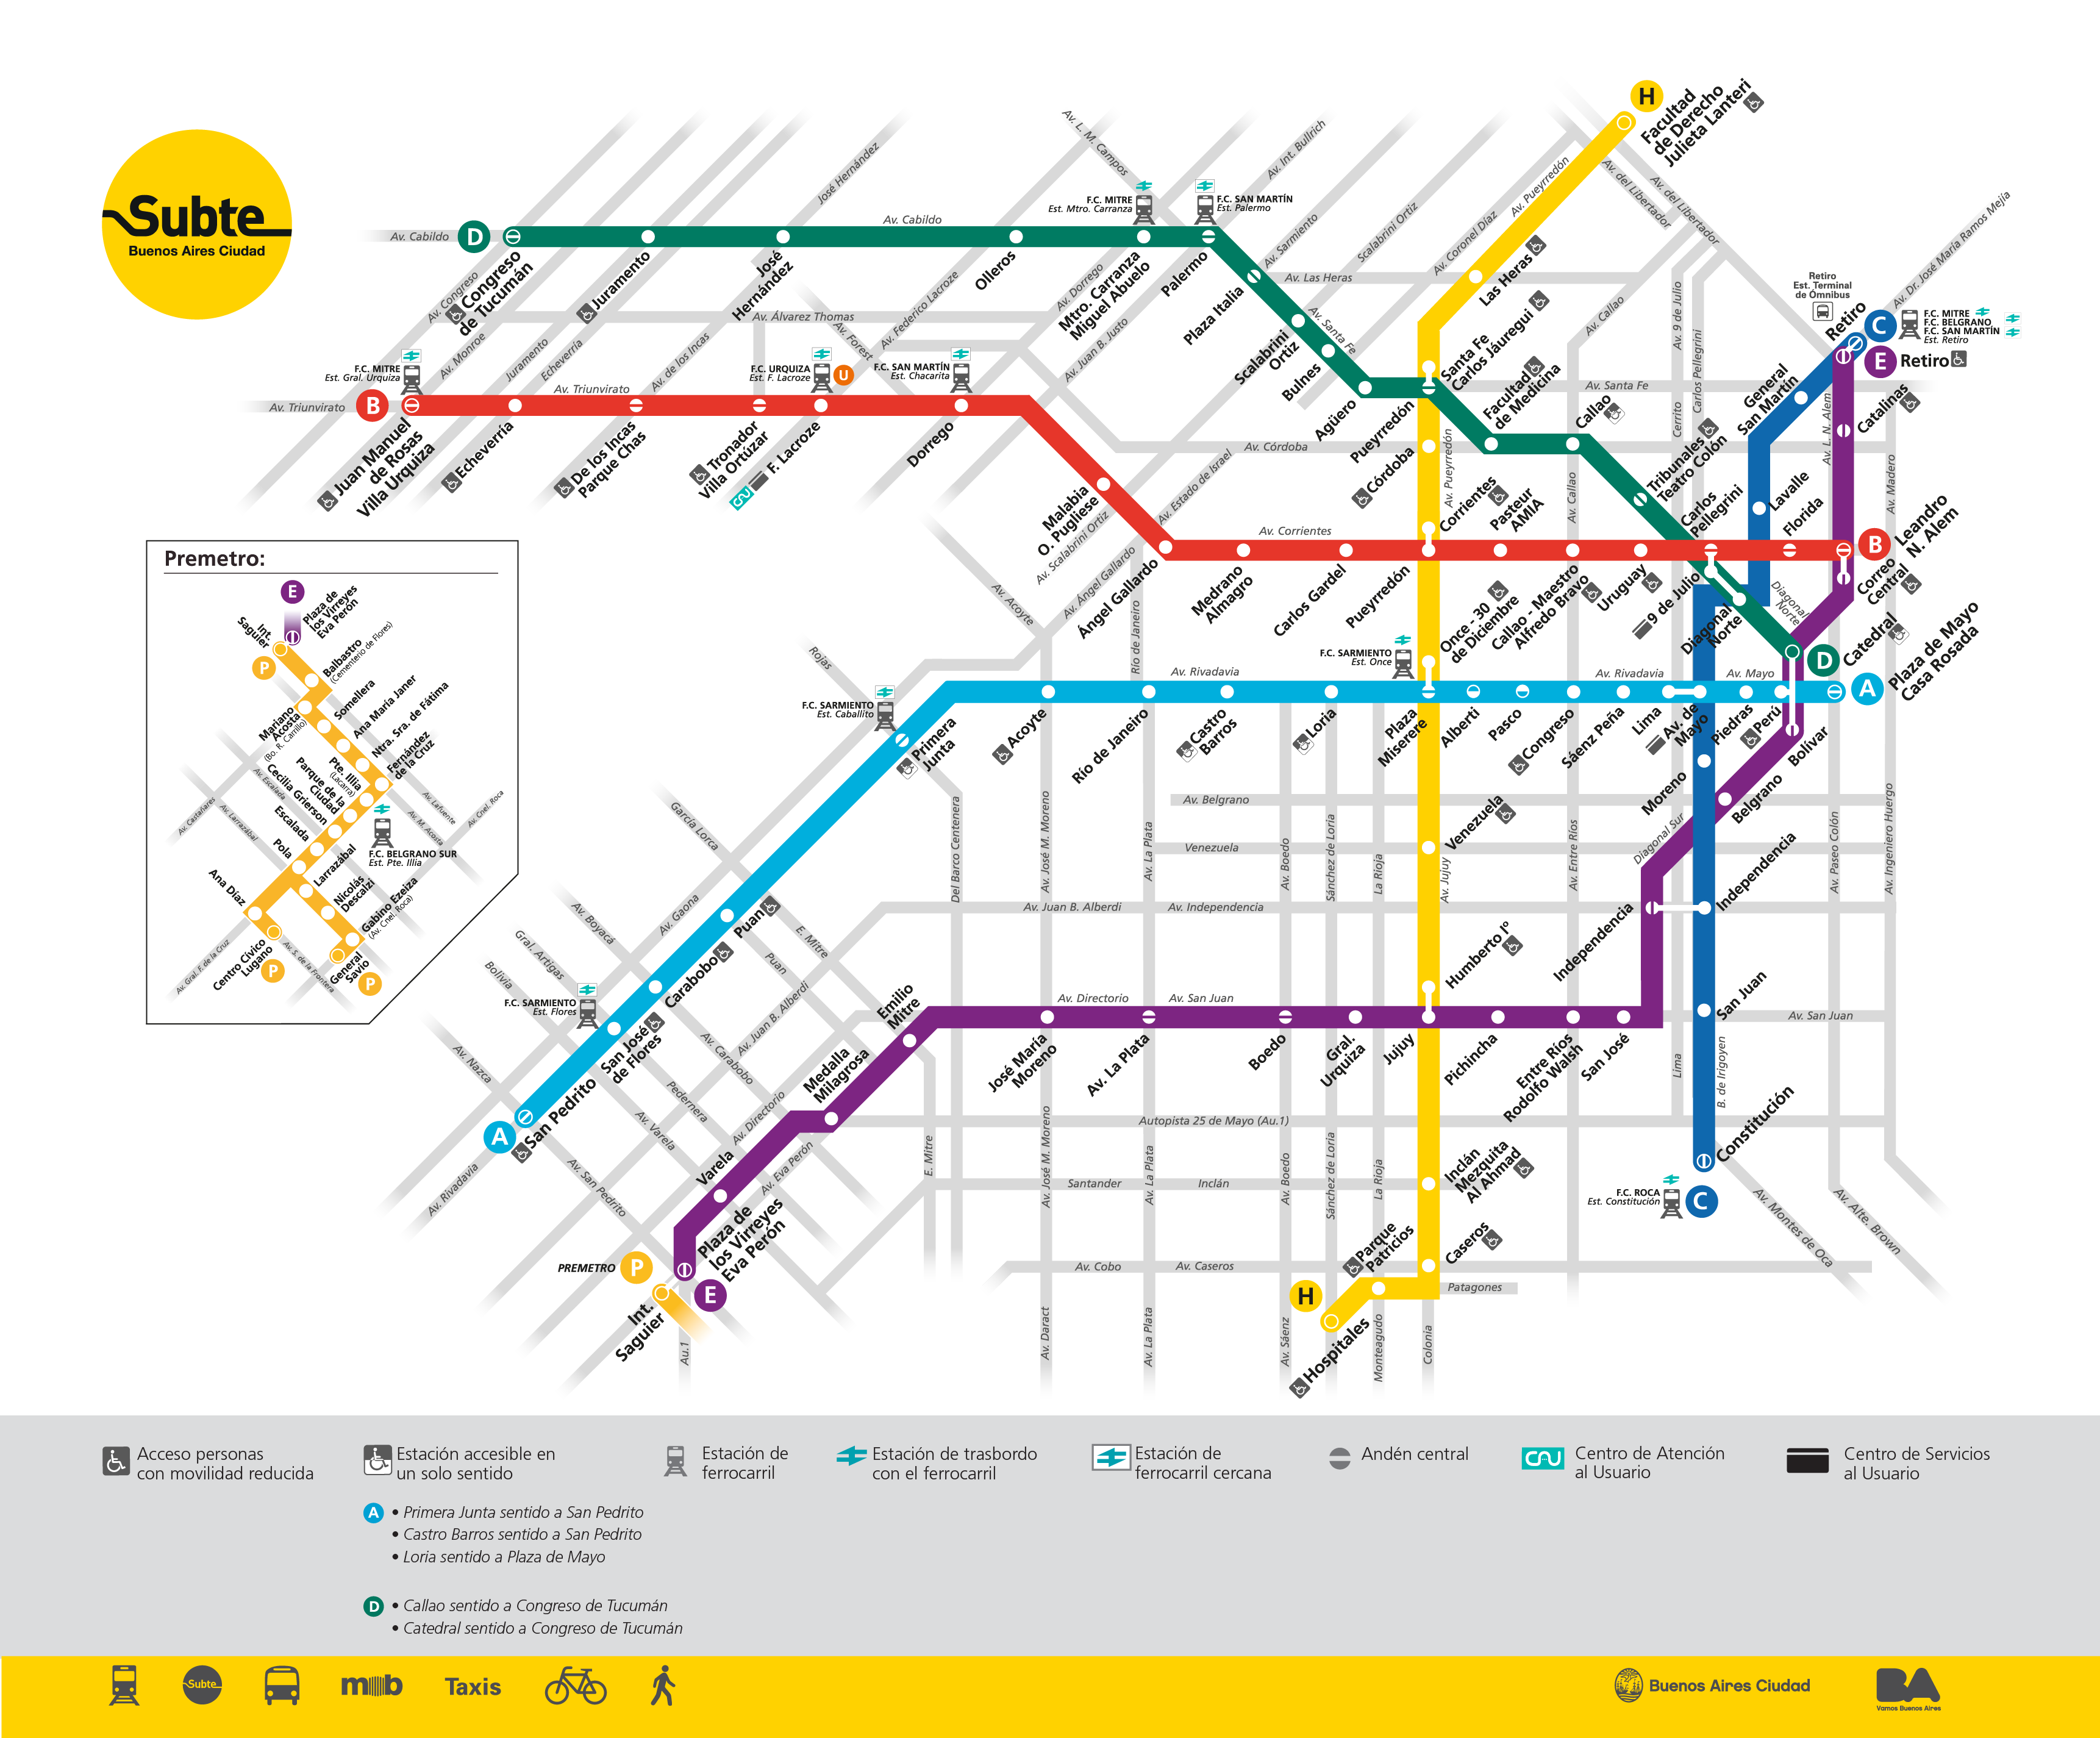 Subte
Buenos Aires Ciudad
H
Facultad
de Derecho
Julieta Lanteri
Av. L. M. Campos
Av. Int. Bullrich
José Hernández
Av. Pueyrredón
Av. del Libertador
Av. del Libertador
Av. Dr. José María Ramos Mejía
F.C. MITRE
Est. Mtro. Carranza
F.C. SAN MARTÍN
Est. Palermo
Av. Cabildo
D
Av. Cabildo
Av. Sarmiento
Scalabrini Ortiz
Av. Coronel Díaz
Av. Congreso
Congreso
de Tucumán
Juramento
José
Hernández
Olleros
Av. Dorrego
Mtro. Carranza
Miguel Abuelo
Palermo
Plaza Italia
Av. Las Heras
Las Heras
Av. Callao
Av. 9 de Julio
Retiro
Est. Terminal
de Ómnibus
Retiro
C
F.C. MITRE
F.C. BELGRANO
F.C. SAN MARTÍN
Est. Retiro
E
Retiro
Av. Álvarez Thomas
Av. Forest
Av. Federico Lacroze
Av. Juan B. Justo
Scalabrini
Ortiz
Av. Santa Fe
Bulnes
Agüero
Santa Fe
Carlos Jauregui
Pueyrredón
Facultad
de Medicina
Callao
Av. Santa Fe
Cerrito
Carlos Pellegrini
General
San Martín
Av. L. N. Alem
Catalinas
F.C. MITRE
Est. Gral. Urquiza
Av. Monroe
Juramento
Echeverría
Av. de los Incas
Av. Triunvirato
F.C. URQUIZA
Est. F. Lacroze
U
F.C. SAN MARTÍN
Est. Chacarita
Av. Triunvirato
B
Juan Manuel
de Rosas
Villa Urquiza
Echeverría
De los Incas
Parque Chas
Tronador
Villa Ortúzar
F. Lacroze
Dorrego
Malabia
O. Pugliese
Av. Scalabrini Ortiz
Av. Estado de Israel
Av. Córdoba
Córdoba
Av. Pueyrredón
Corrientes
Pasteur
AMIA
Av. Callao
Tribunales
Teatro Colón
Carlos
Pellegrini
Lavalle
Florida
Av. Madero
Leandro
N. Alem
B
Av. Corrientes
Ángel Gallardo
Av. Ángel Gallardo
Medrano
Almagro
Carlos Gardel
Pueyrredón
Once - 30
de Diciembre
Callao - Maestro
Alfredo Bravo
Uruguay
9 de Julio
Diagonal
Norte
Diagonal
Norte
Correo
Central
Catedral
D
Plaza de Mayo
Casa Rosada
A
Av. Acoyte
Río de Janeiro
Rojas
F.C. SARMIENTO
Est. Caballito
Av. Rivadavia
F.C. SARMIENTO
Est. Once
Av. Rivadavia
Av. Mayo
Primera
Junta
Acoyte
Río de Janeiro
Castro
Barros
Loria
Plaza
Miserere
Alberti
Pasco
Congreso
Sáenz Peña
Lima
Av. de
Mayo
Piedras
Perú
Bolívar
Moreno
Belgrano
Diagonal Sur
Av. Belgrano
Venezuela
Venezuela
Independencia
Independencia
García Lorca
Av. Gaona
Del Barco Centenera
Av. José M. Moreno
Av. La Plata
Av. Boedo
Sánchez de Loria
La Rioja
Av. Jujuy
Av. Entre Ríos
Av. Paseo Colón
Av. Ingeniero Huergo
Av. Juan B. Alberdi
Av. Independencia
Av. Boyacá
Gral. Artigas
Bolivia
E. Mitre
Puan
Av. Juan B. Alberdi
Puan
Carabobo
F.C. SARMIENTO
Est. Flores
San José
de Flores
San Pedrito
A
Emilio
Mitre
Av. Directorio
Av. San Juan
Humberto Iº
Av. San Juan
San Juan
Medalla
Milagrosa
José María
Moreno
Av. La Plata
Boedo
Gral.
Urquiza
Jujuy
Pichincha
Entre Ríos
Rodolfo Walsh
San José
Lima
B. de Irigoyen
Constitución
Av. Nazca
Av. Carabobo
Pedernera
Av. Varela
Av. Directorio
Av. Eva Perón
Av. San Pedrito
Av. Rivadavia
Autopista 25 de Mayo (Au.1)
Varela
E. Mitre
Av. José M. Moreno
Av. La Plata
Av. Boedo
Sánchez de Loria
La Rioja
Santander
Inclán
Inclán
Mezquita
Al Ahmad
F.C. ROCA
Est. Constitución
C
Av. Montes de Oca
Av. Alte. Brown
Plaza de
los Virreyes
Eva Perón
PREMETRO
P
E
Int.
Saguier
Au.1
Av. Cobo
Av. Caseros
Parque
Patricios
Caseros
Patagones
H
Hospitales
Av. Daract
Av. La Plata
Av. Sáenz
Monteagudo
Colonia
Premetro:
E
Plaza de
los Virreyes
Eva Perón
Int.
Saguier
P
Balbastro
(Cementerio de Flores)
Mariano
Acosta
(Bo. R. Carrillo)
Somellera
Ana María Janer
Ntra. Sra. de Fátima
Fernández
de la Cruz
Pte. Illia
(Lacarra)
Parque de la
Ciudad
Cecilia Grierson
Escalada
Pola
Ana Díaz
Larrazábal
Nicolás
Descalzi
Gabino Ezeiza
(Av. Cnel. Roca)
General
Savio
P
Centro Cívico
Lugano
P
F.C. BELGRANO SUR
Est. Pte. Illia
Av. Castañares
Av. Escalada
Av. Larrazábal
Av. Lafuente
Av. M. Acosta
Av. Cnel. Roca
Av. Gral. F. de la Cruz
Av. S. de la Frontera
Acceso personas
con movilidad reducida
Estación accesible en
un solo sentido
Estación de
ferrocarril
Estación de trasbordo
con el ferrocarril
Estación de
ferrocarril cercana
Andén central
Centro de Atención
al Usuario
Centro de Servicios
al Usuario
A
• Primera Junta sentido a San Pedrito
• Castro Barros sentido a San Pedrito
• Loria sentido a Plaza de Mayo
D
• Callao sentido a Congreso de Tucumán
• Catedral sentido a Congreso de Tucumán
Subte
mob
Taxis
Buenos Aires Ciudad
BA
Vamos Buenos Aires